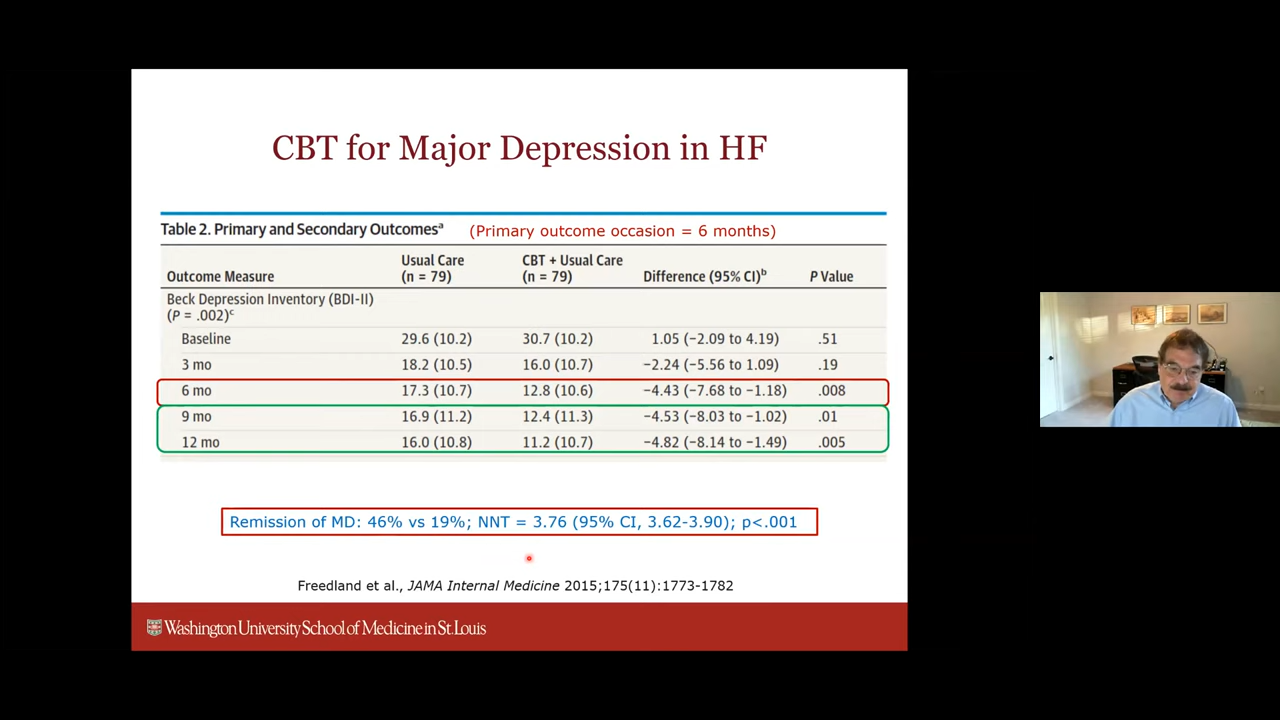 CBT for Major Depression in HF
Table 2. Primary and Secondary Outcomesᵃ (Primary outcome occasion = 6 months)
Outcome Measure Usual Care (n = 79) CBT + Usual Care (n = 79) Difference (95% CI)ᵇ P Value
Beck Depression Inventory (BDI-II)
(P = .002)ᶜ
Baseline 29.6 (10.2) 30.7 (10.2) 1.05 (−2.09 to 4.19) .51
3 mo 18.2 (10.5) 16.0 (10.7) −2.24 (−5.56 to 1.09) .19
6 mo 17.3 (10.7) 12.8 (10.6) −4.43 (−7.68 to −1.18) .008
9 mo 16.9 (11.2) 12.4 (11.3) −4.53 (−8.03 to −1.02) .01
12 mo 16.0 (10.8) 11.2 (10.7) −4.82 (−8.14 to −1.49) .005
Remission of MD: 46% vs 19%; NNT = 3.76 (95% CI, 3.62-3.90); p<.001
Freedland et al., JAMA Internal Medicine 2015;175(11):1773-1782
Washington University School of Medicine in St. Louis